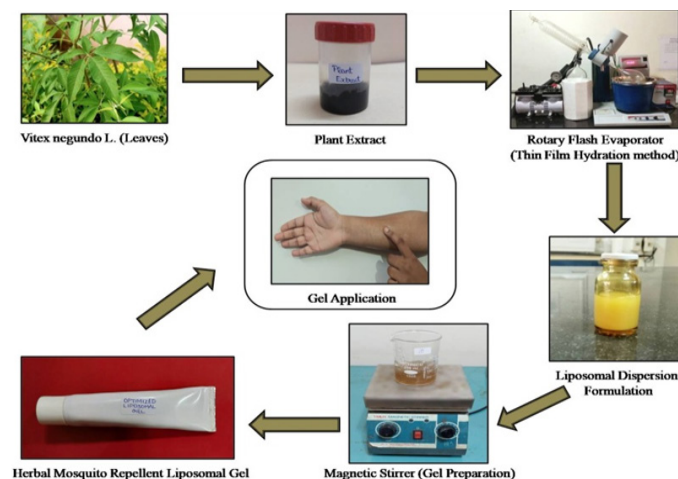 Vitex negundo L. (Leaves)
Plant
Extract
Plant Extract
Rotary Flash Evaporator
(Thin Film Hydration method)
Gel Application
Liposomal Dispersion
Formulation
OPTIMIZED
LIPOSOMAL
GEL
Herbal Mosquito Repellent Liposomal Gel
Magnetic Stirrer (Gel Preparation)